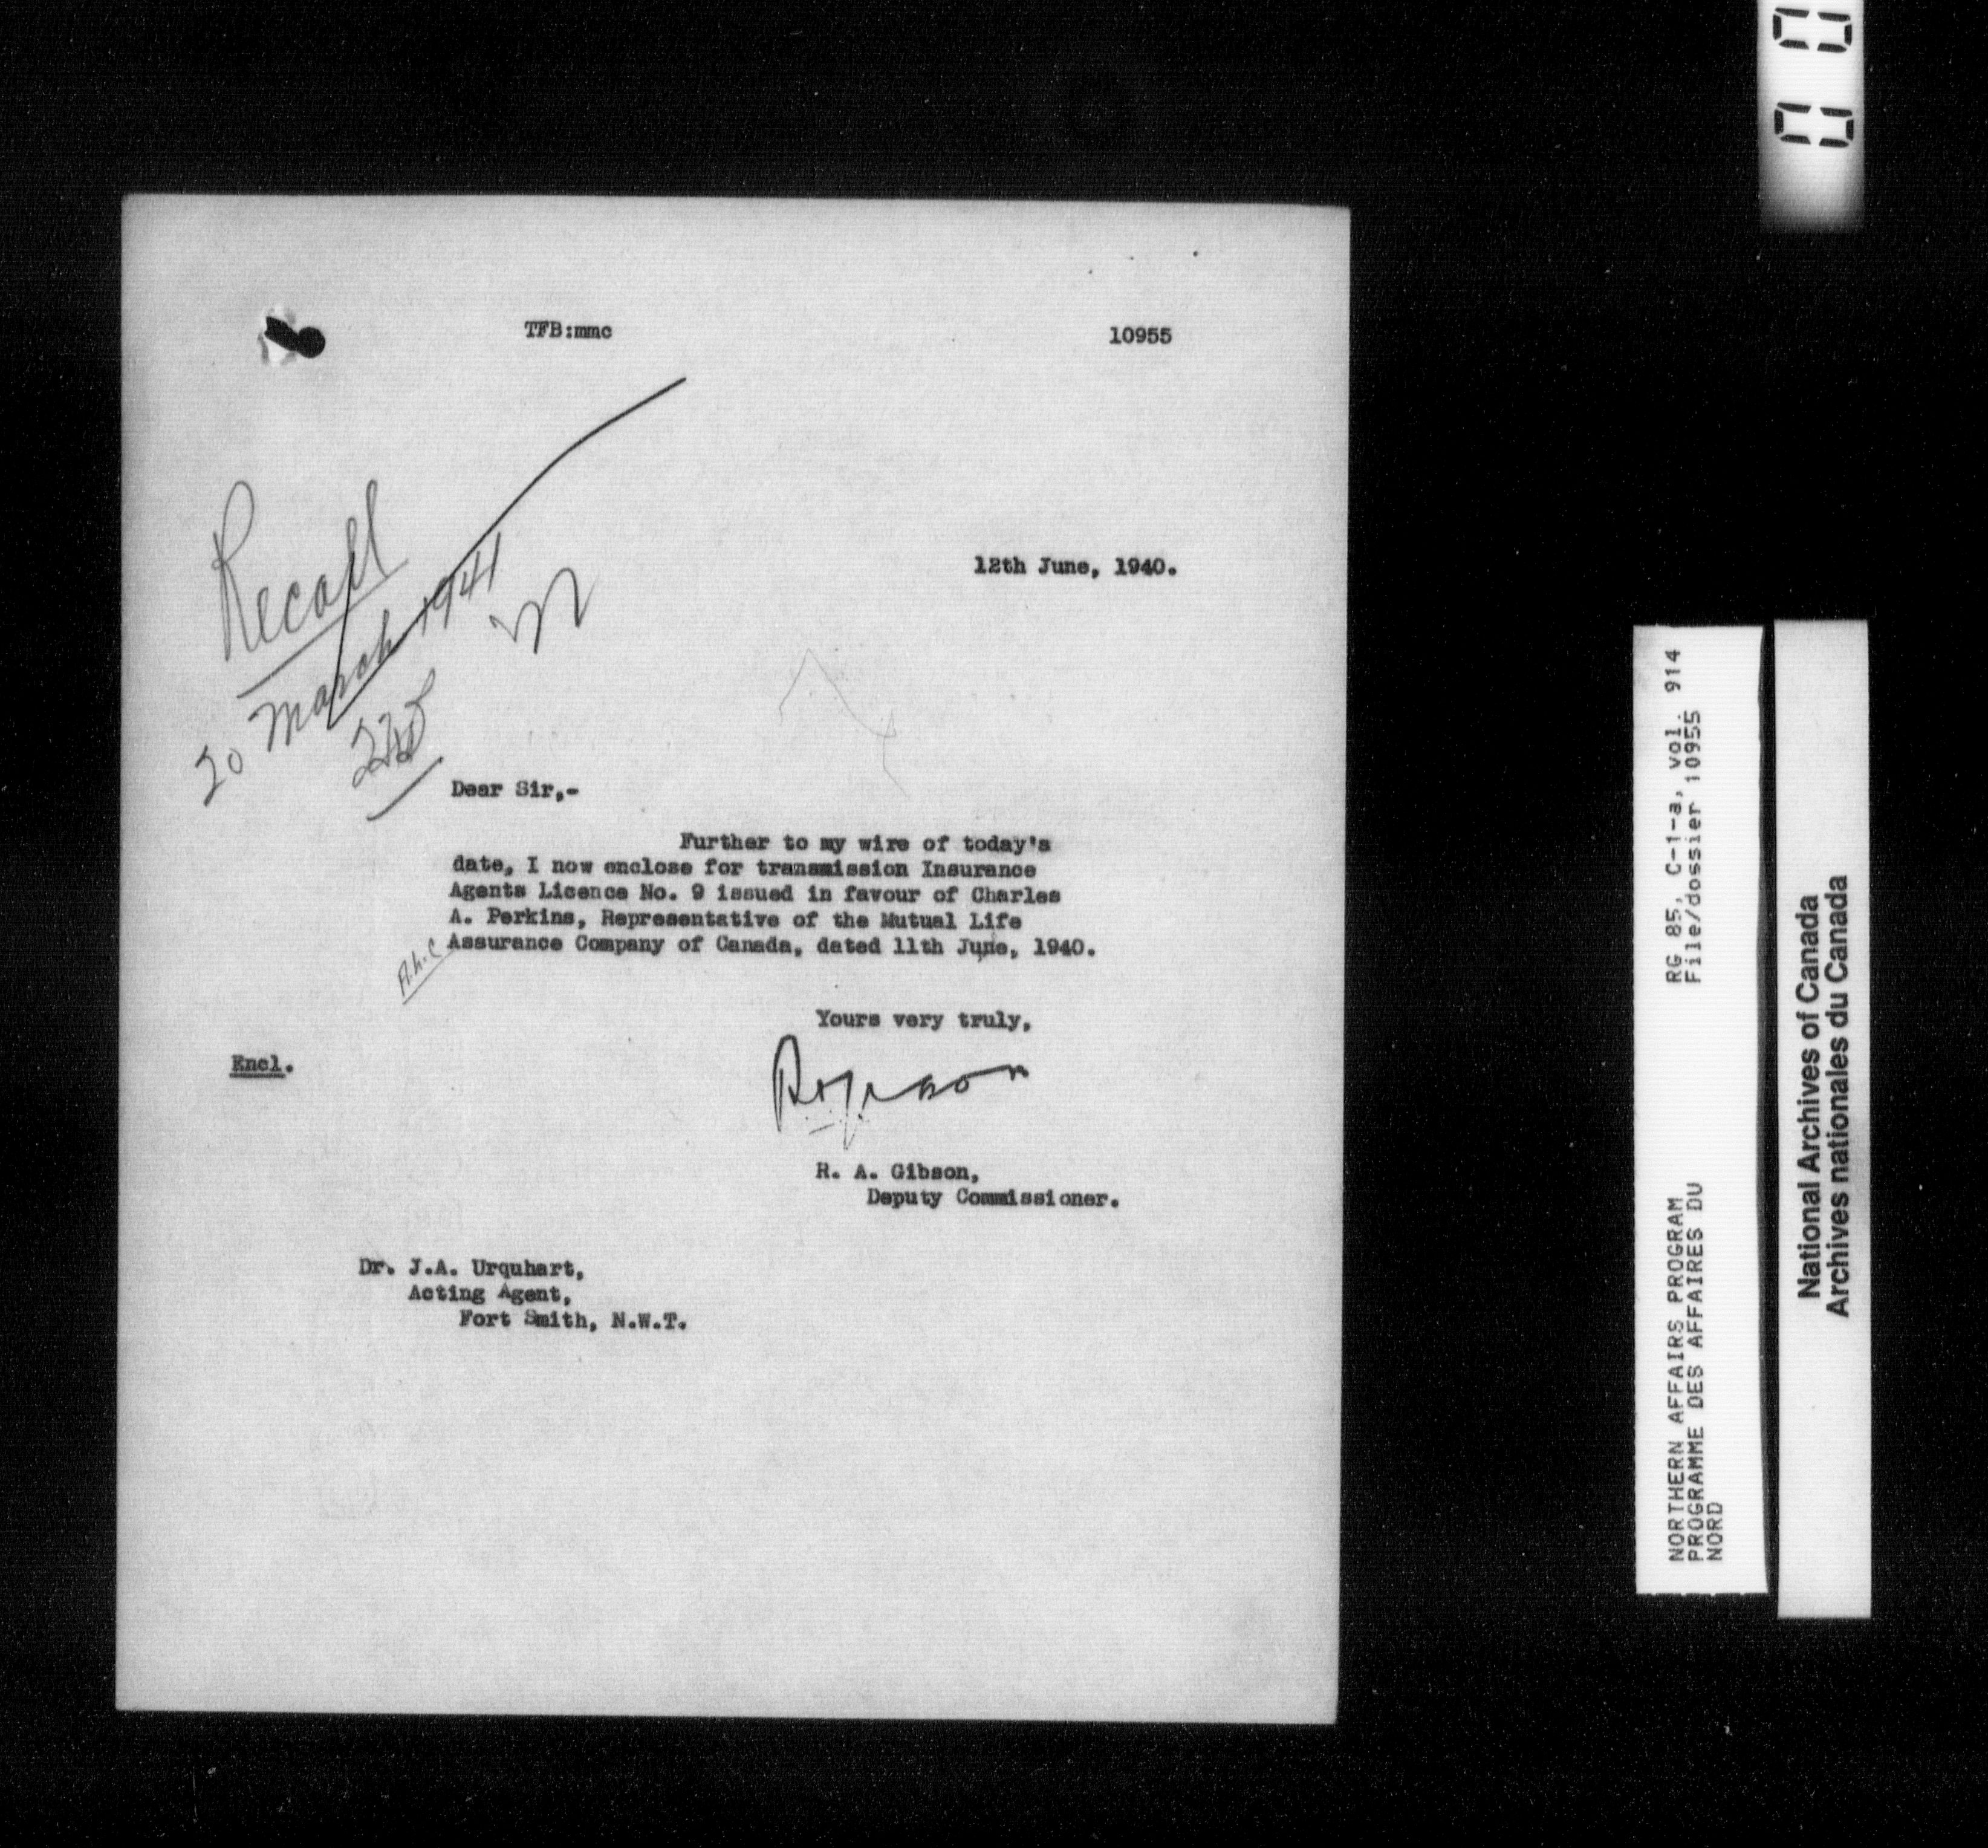 TFB:mmc
10955
Recall
20 March 1941
12th June, 1940.
Dear Sir,-
Further to my wire of today's
date, I now enclose for transmission Insurance
Agents Licence No. 9 issued in favour of Charles
A. Perkins, Representative of the Mutual Life
Assurance Company of Canada, dated 11th June, 1940.
Yours very truly,
Encl.
R. A. Gibson,
Deputy Commissioner.
Dr. J.A. Urquhart,
Acting Agent,
Fort Smith, N.W.T.
RG 85, C-1-a, vol. 914
File/dossier 10955
NORTHERN AFFAIRS PROGRAM
PROGRAMME DES AFFAIRES DU
NORD
National Archives of Canada
Archives nationales du Canada